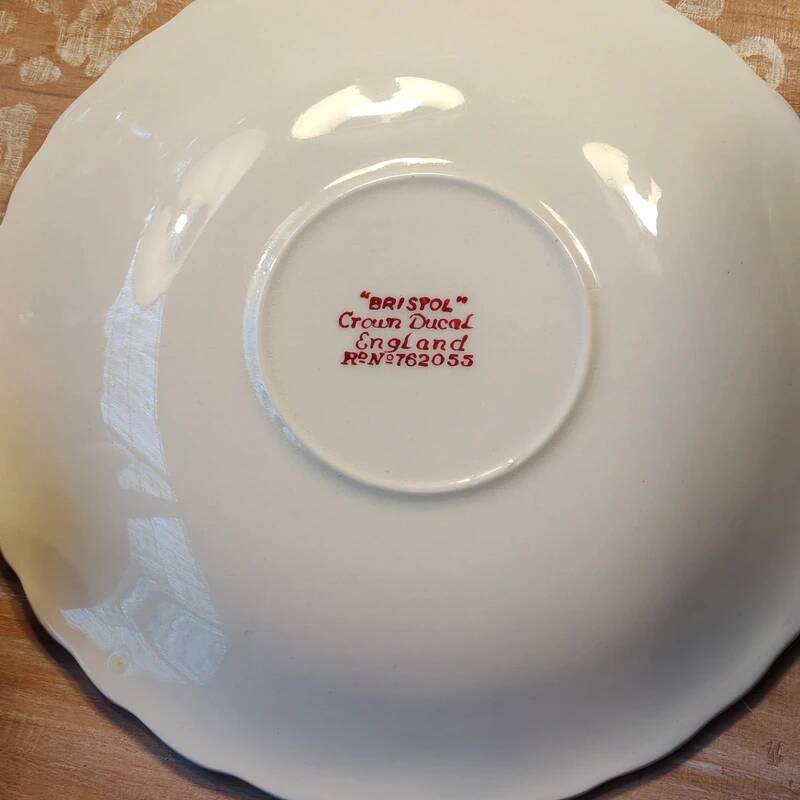 "BRISTOL"
Crown Ducal
England
Rᴰ Nº 762055